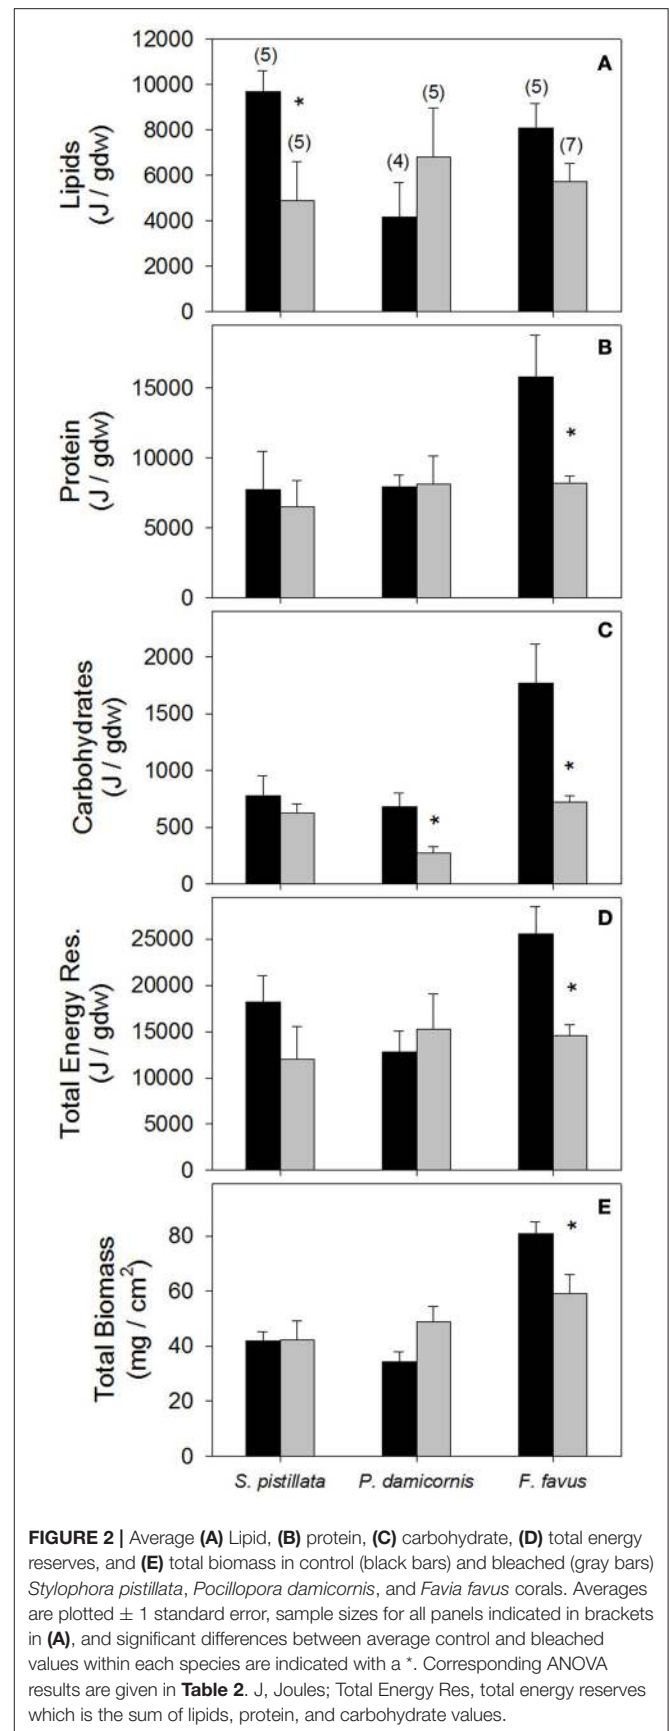 12000
10000
8000
6000
4000
2000
0
Lipids
(J / gdw)
(5)
*
(5)
(4)
(5)
(5)
(7)
A
15000
10000
5000
0
Protein
(J / gdw)
*
B
2000
1500
1000
500
0
Carbohydrates
(J / gdw)
*
*
C
25000
20000
15000
10000
5000
0
Total Energy Res.
(J / gdw)
*
D
80
60
40
20
0
Total Biomass
(mg / cm²)
*
E
S. pistillata P. damicornis F. favus
FIGURE 2 | Average (A) Lipid, (B) protein, (C) carbohydrate, (D) total energy
reserves, and (E) total biomass in control (black bars) and bleached (gray bars)
Stylophora pistillata, Pocillopora damicornis, and Favia favus corals. Averages
are plotted ± 1 standard error, sample sizes for all panels indicated in brackets
in (A), and significant differences between average control and bleached
values within each species are indicated with a *. Corresponding ANOVA
results are given in Table 2. J, Joules; Total Energy Res, total energy reserves
which is the sum of lipids, protein, and carbohydrate values.